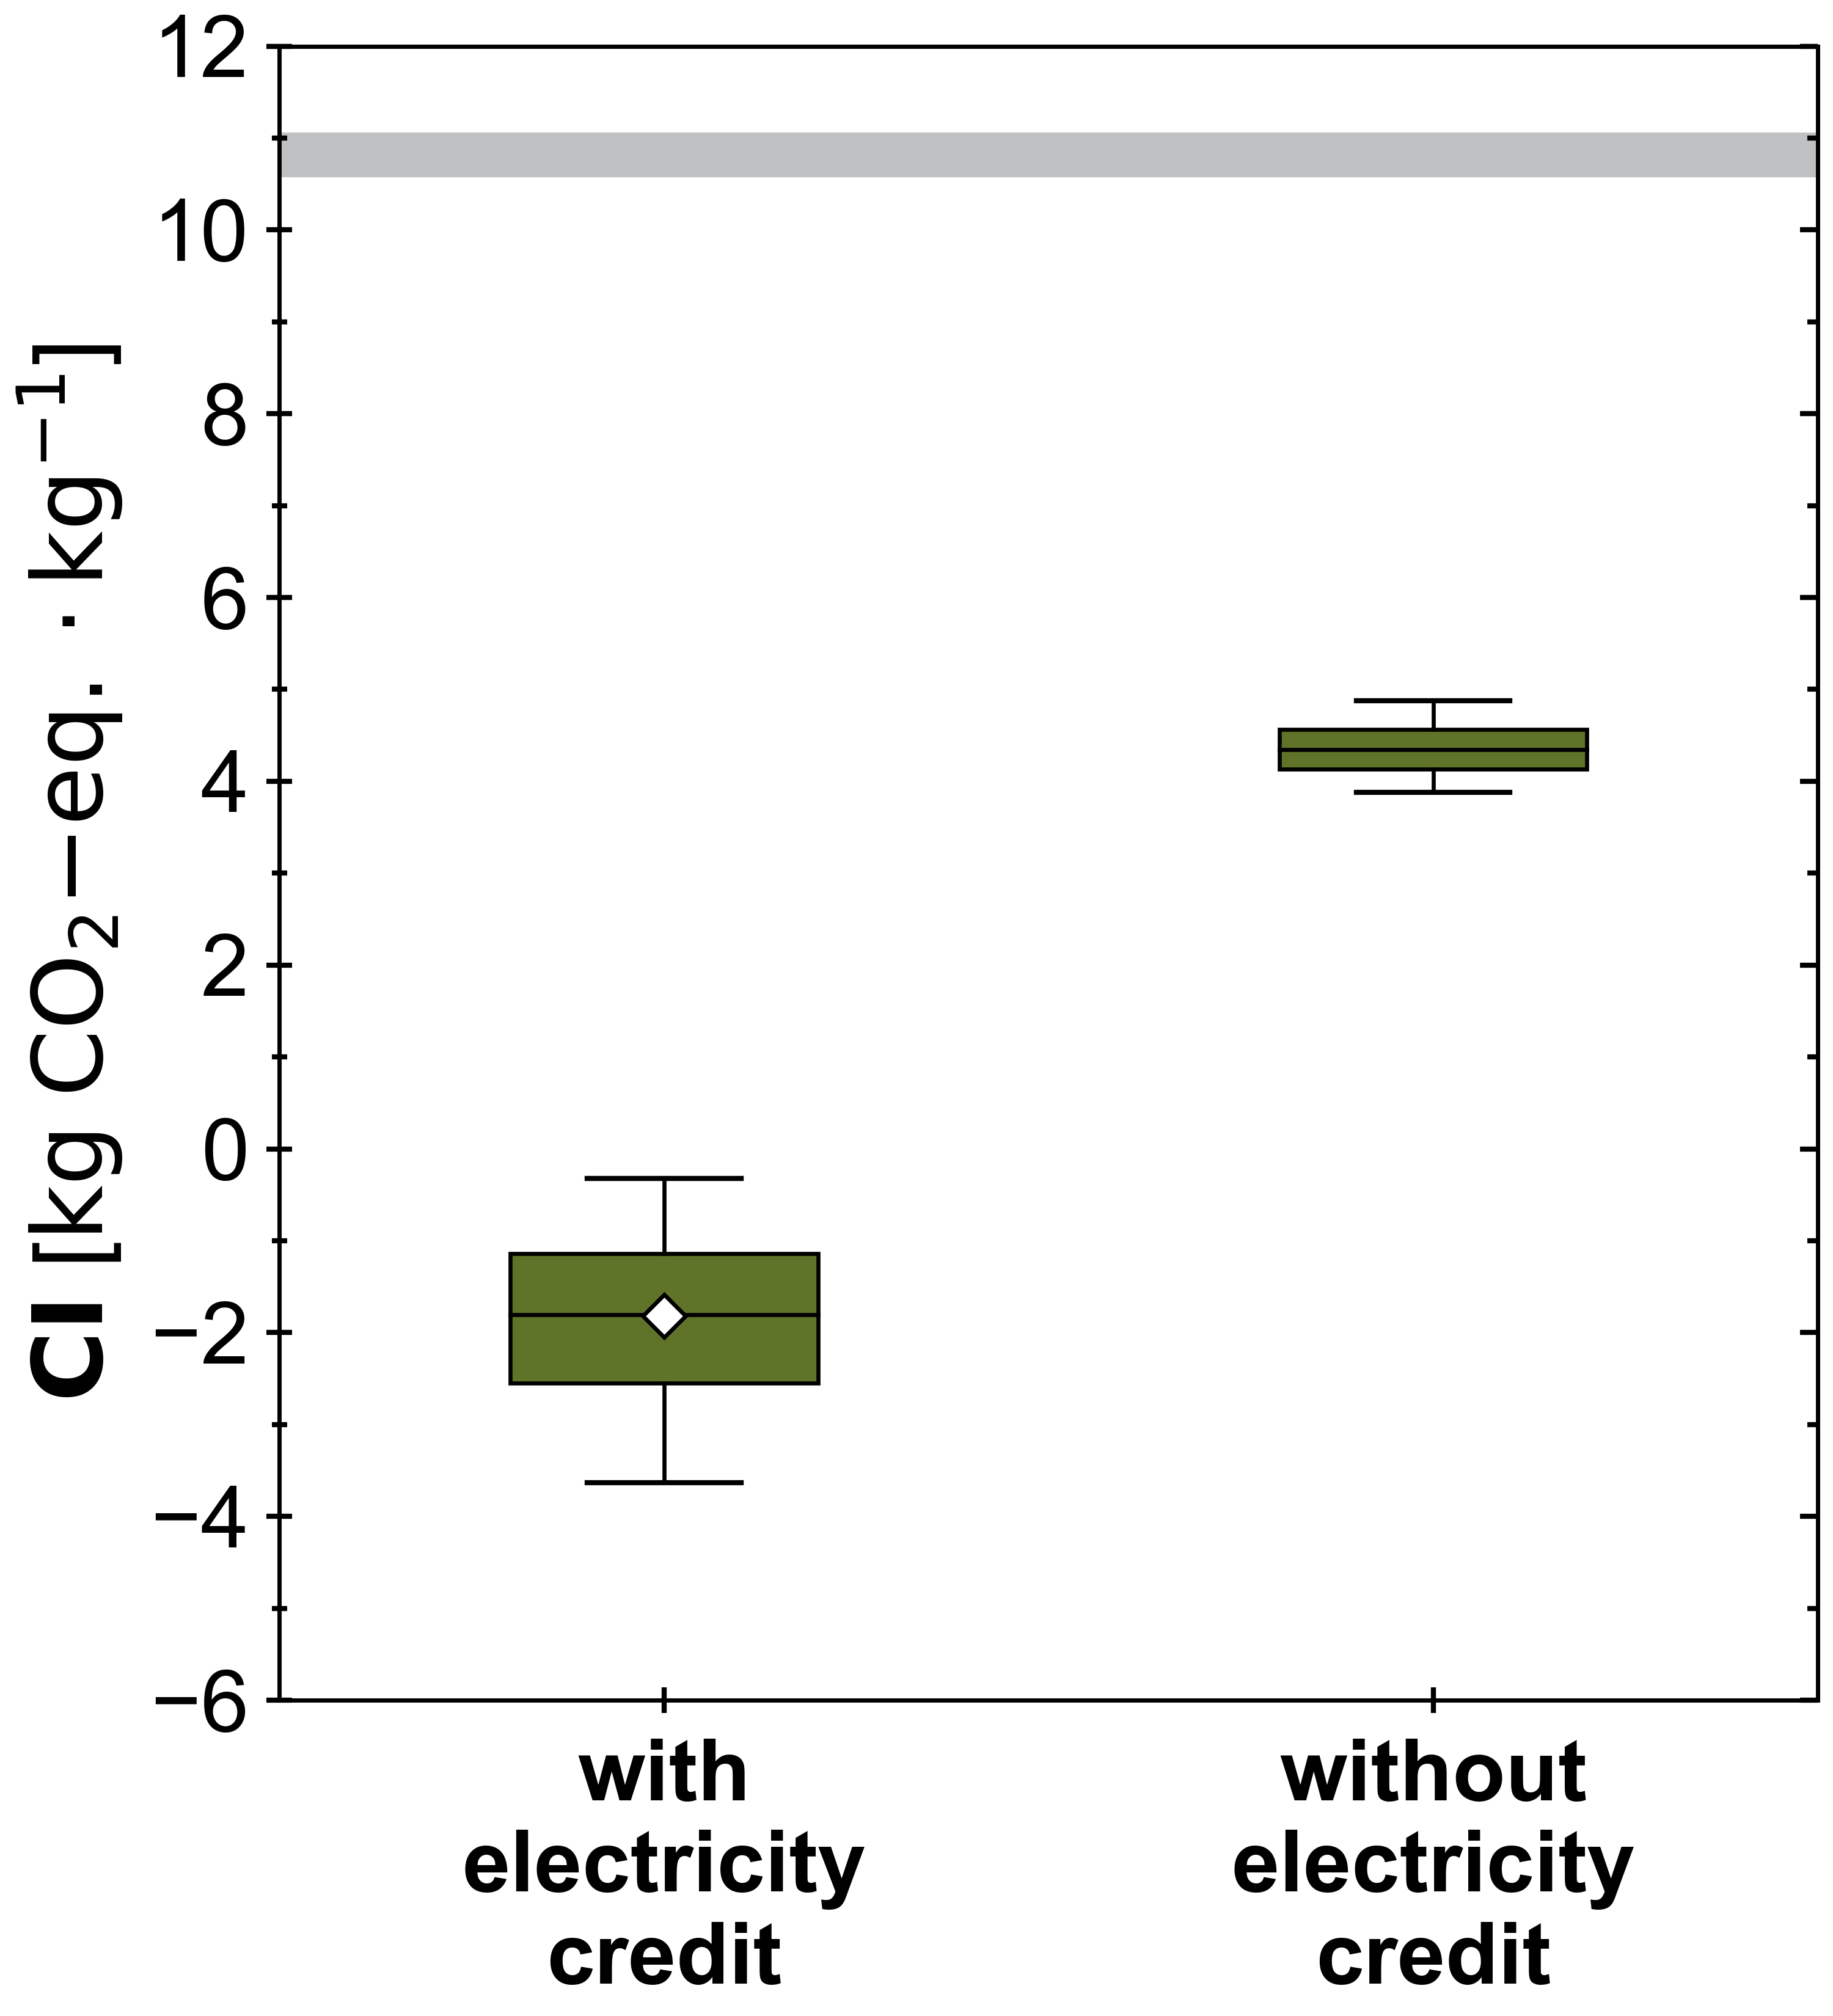 12
10
8
6
4
2
0
−2
−4
−6
CI [kg CO₂−eq. · kg⁻¹]
with
electricity
credit
without
electricity
credit